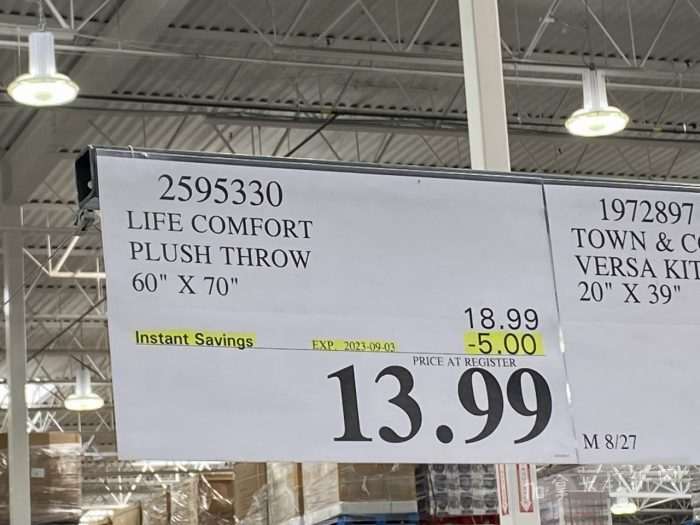 2595330
LIFE COMFORT
PLUSH THROW
60" X 70"
18.99
Instant Savings EXP. 2023-09-03 -5.00
PRICE AT REGISTER
13.99
1972897
TOWN & C
VERSA KIT
20" X 39"
M 8/27